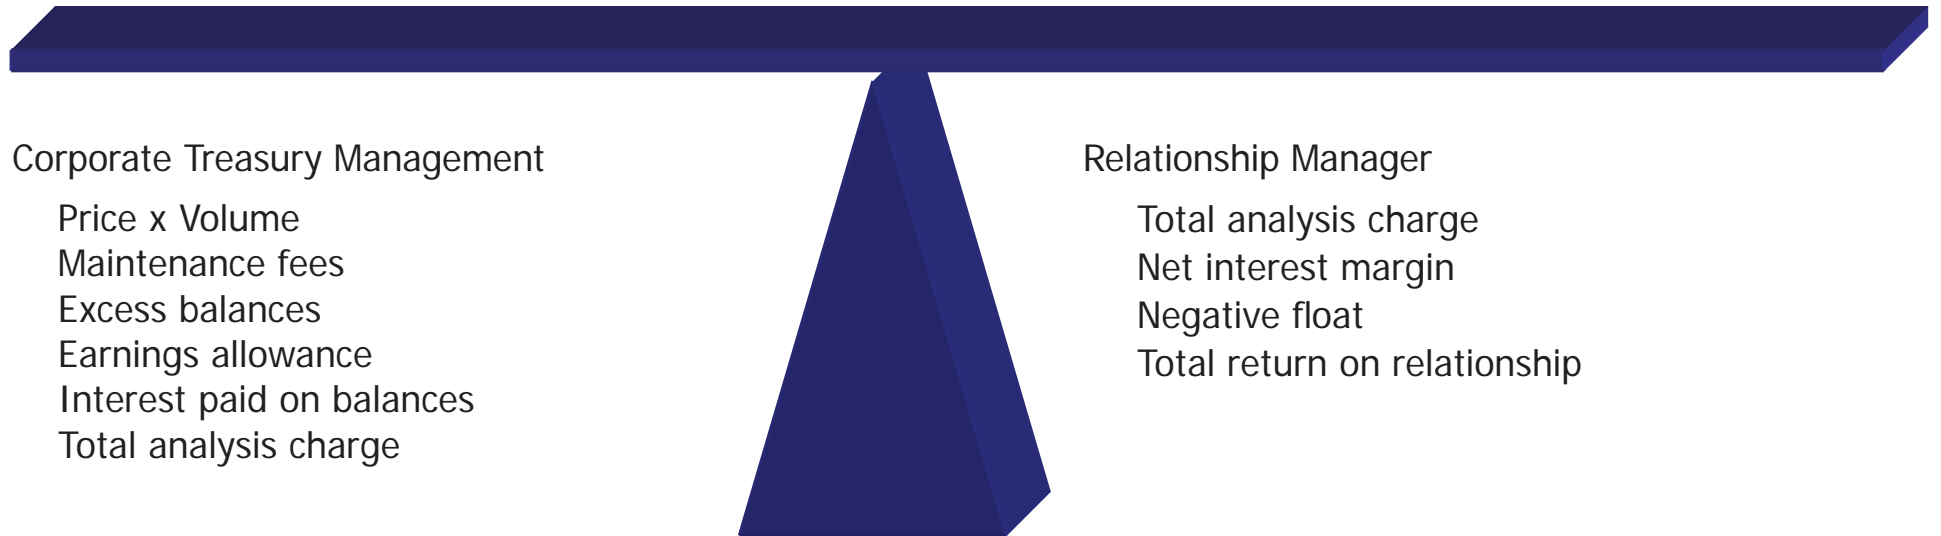 Corporate Treasury Management
Price x Volume
Maintenance fees
Excess balances
Earnings allowance
Interest paid on balances
Total analysis charge
Relationship Manager
Total analysis charge
Net interest margin
Negative float
Total return on relationship